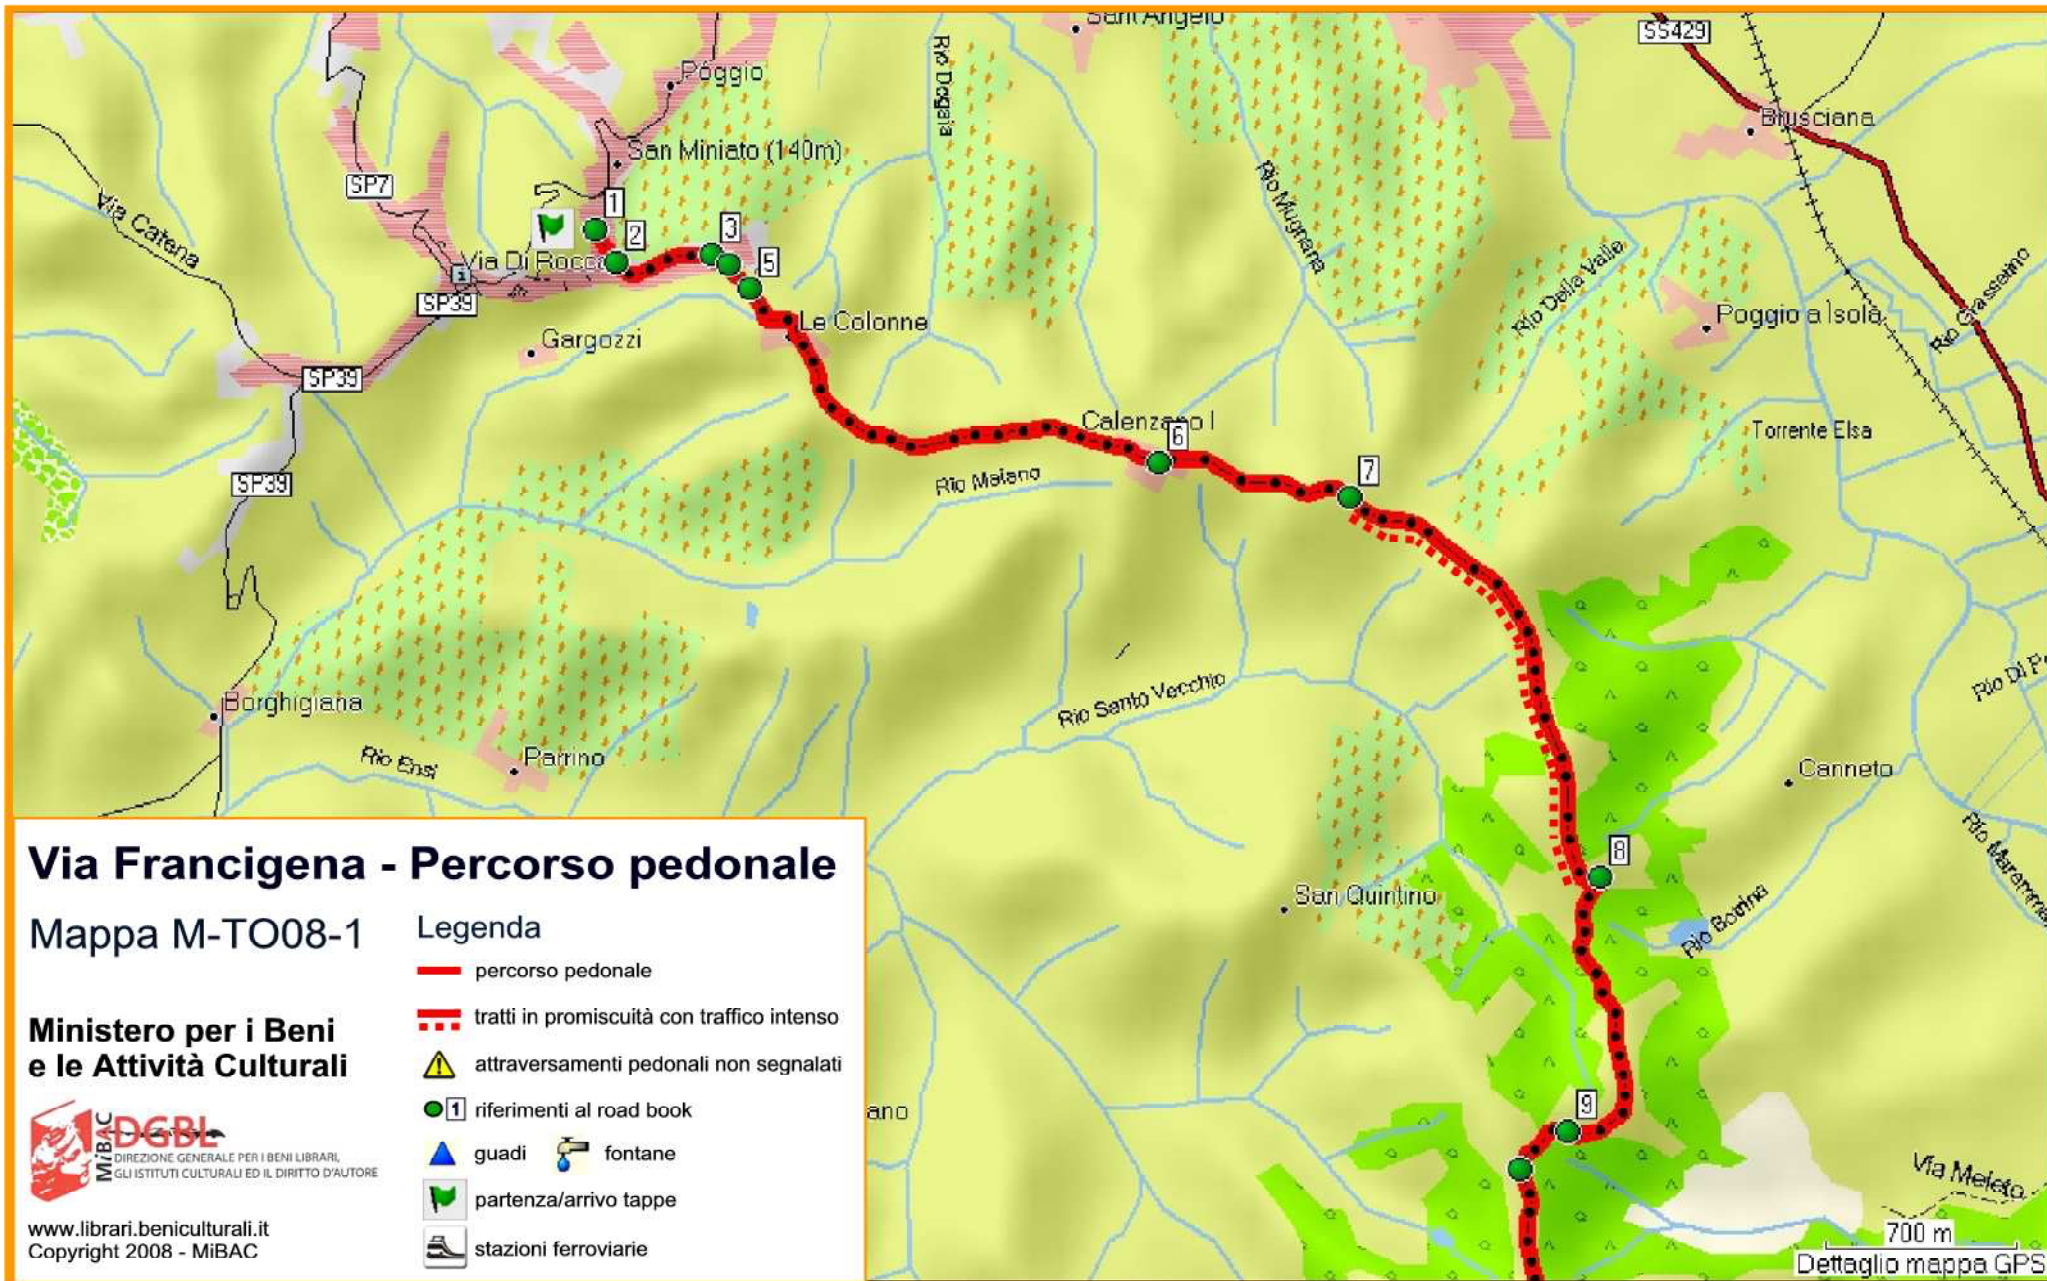 Sant'Angelo
SS429
Poggio
Rio Dogaia
Brusciana
San Miniato (140m)
SP7
Rio Mugnana
Via Catena
1
2
3
Via Di Rocca
5
i
Rio Della Valle
SP39
Le Colonne
Poggio a Isola
Gargozzi
SP39
Calenzano I
Torrente Elsa
6
7
SP39
Rio Maiano
Rio Santo Vecchio
Borghigiana
Rio Ensi
Parrino
Canneto
8
San Quintino
9
ano
Via Meleto
700 m
Dettaglio mappa GPS
Via Francigena - Percorso pedonale
Mappa M-TO08-1
Legenda
percorso pedonale
tratti in promiscuità con traffico intenso
attraversamenti pedonali non segnalati
1 riferimenti al road book
guadi fontane
partenza/arrivo tappe
stazioni ferroviarie
Ministero per i Beni
e le Attività Culturali
MiBAC
DGBL
DIREZIONE GENERALE PER I BENI LIBRARI,
GLI ISTITUTI CULTURALI ED IL DIRITTO D'AUTORE
www.librari.beniculturali.it
Copyright 2008 - MiBAC